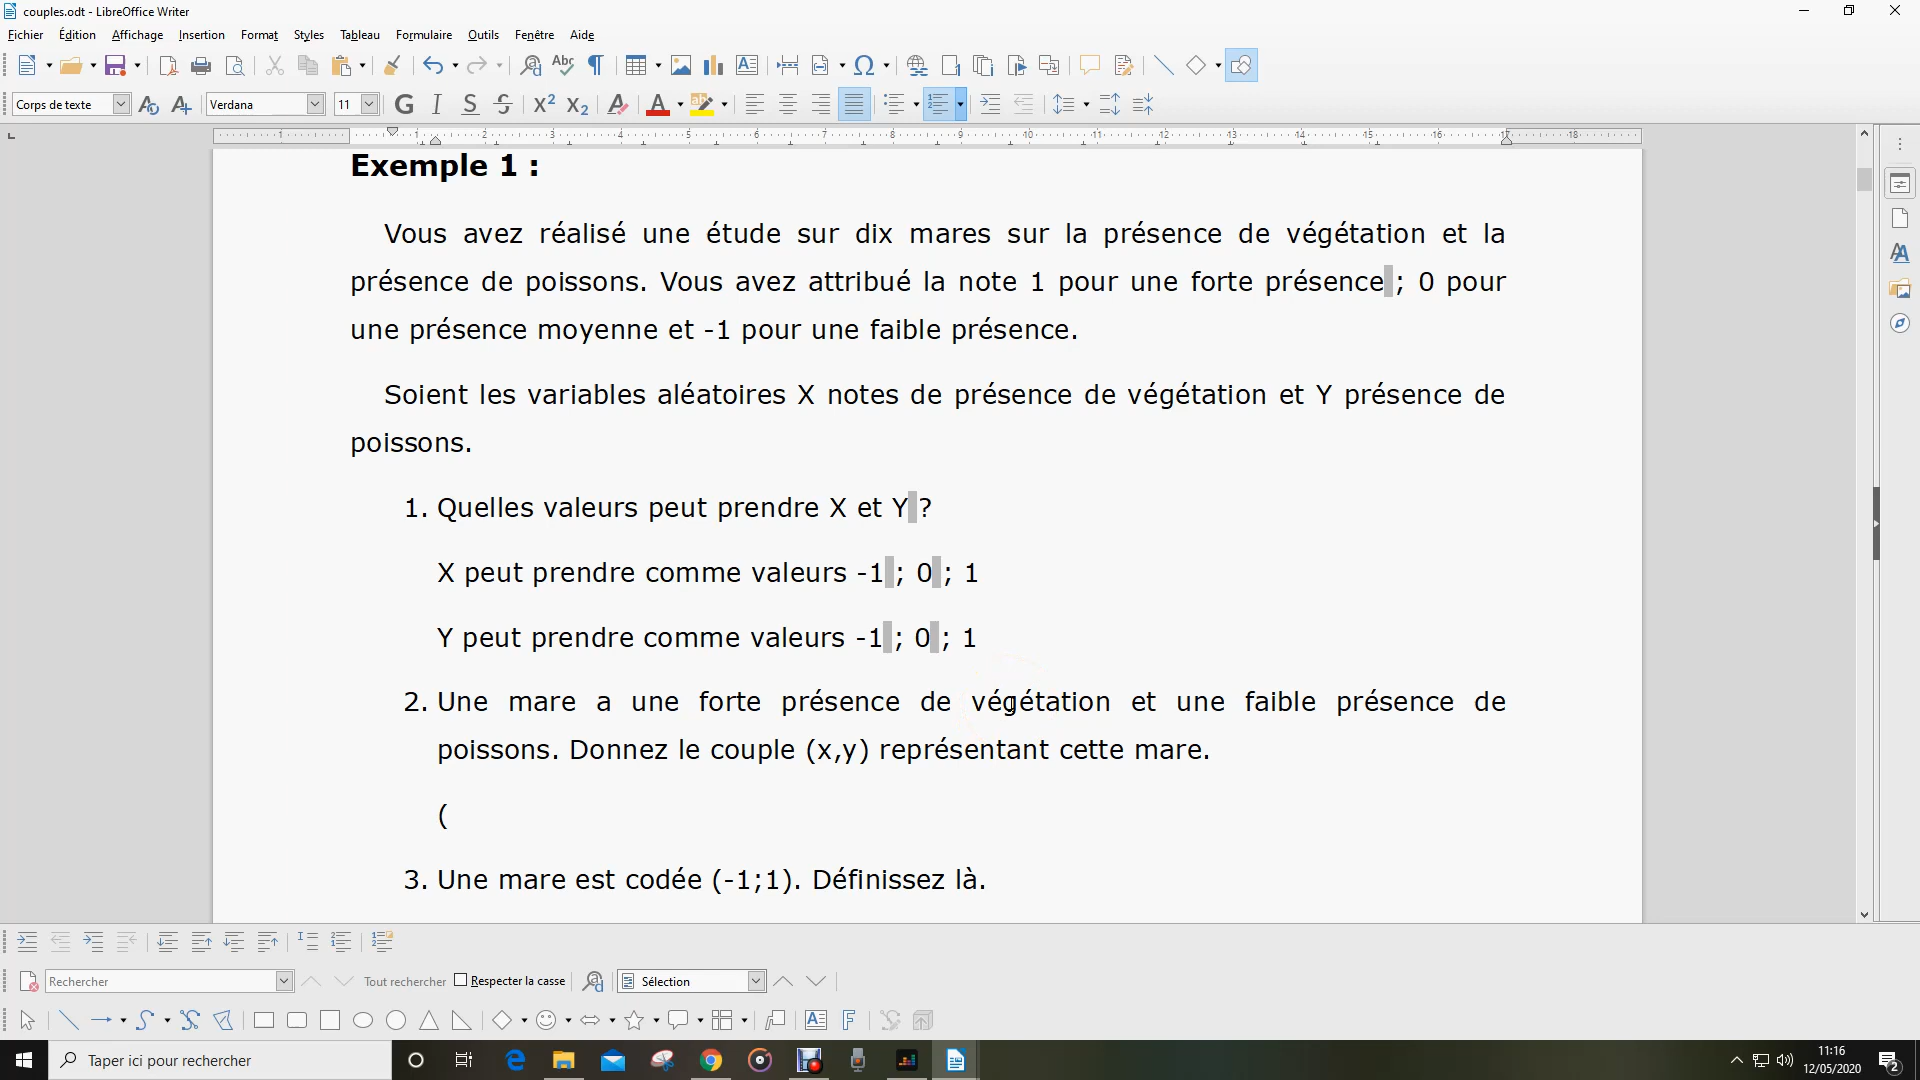 couples.odt - LibreOffice Writer
Fichier Édition Affichage Insertion Format Styles Tableau Formulaire Outils Fenêtre Aide
Corps de texte Verdana 11
Exemple 1 :
Vous avez réalisé une étude sur dix mares sur la présence de végétation et la
présence de poissons. Vous avez attribué la note 1 pour une forte présence ; 0 pour
une présence moyenne et -1 pour une faible présence.
Soient les variables aléatoires X notes de présence de végétation et Y présence de
poissons.
1. Quelles valeurs peut prendre X et Y ?
X peut prendre comme valeurs -1 ; 0 ; 1
Y peut prendre comme valeurs -1 ; 0 ; 1
2. Une mare a une forte présence de végétation et une faible présence de
poissons. Donnez le couple (x,y) représentant cette mare.
(
3. Une mare est codée (-1;1). Définissez là.
Rechercher Tout rechercher Respecter la casse Sélection
Taper ici pour rechercher
11:16
12/05/2020
2